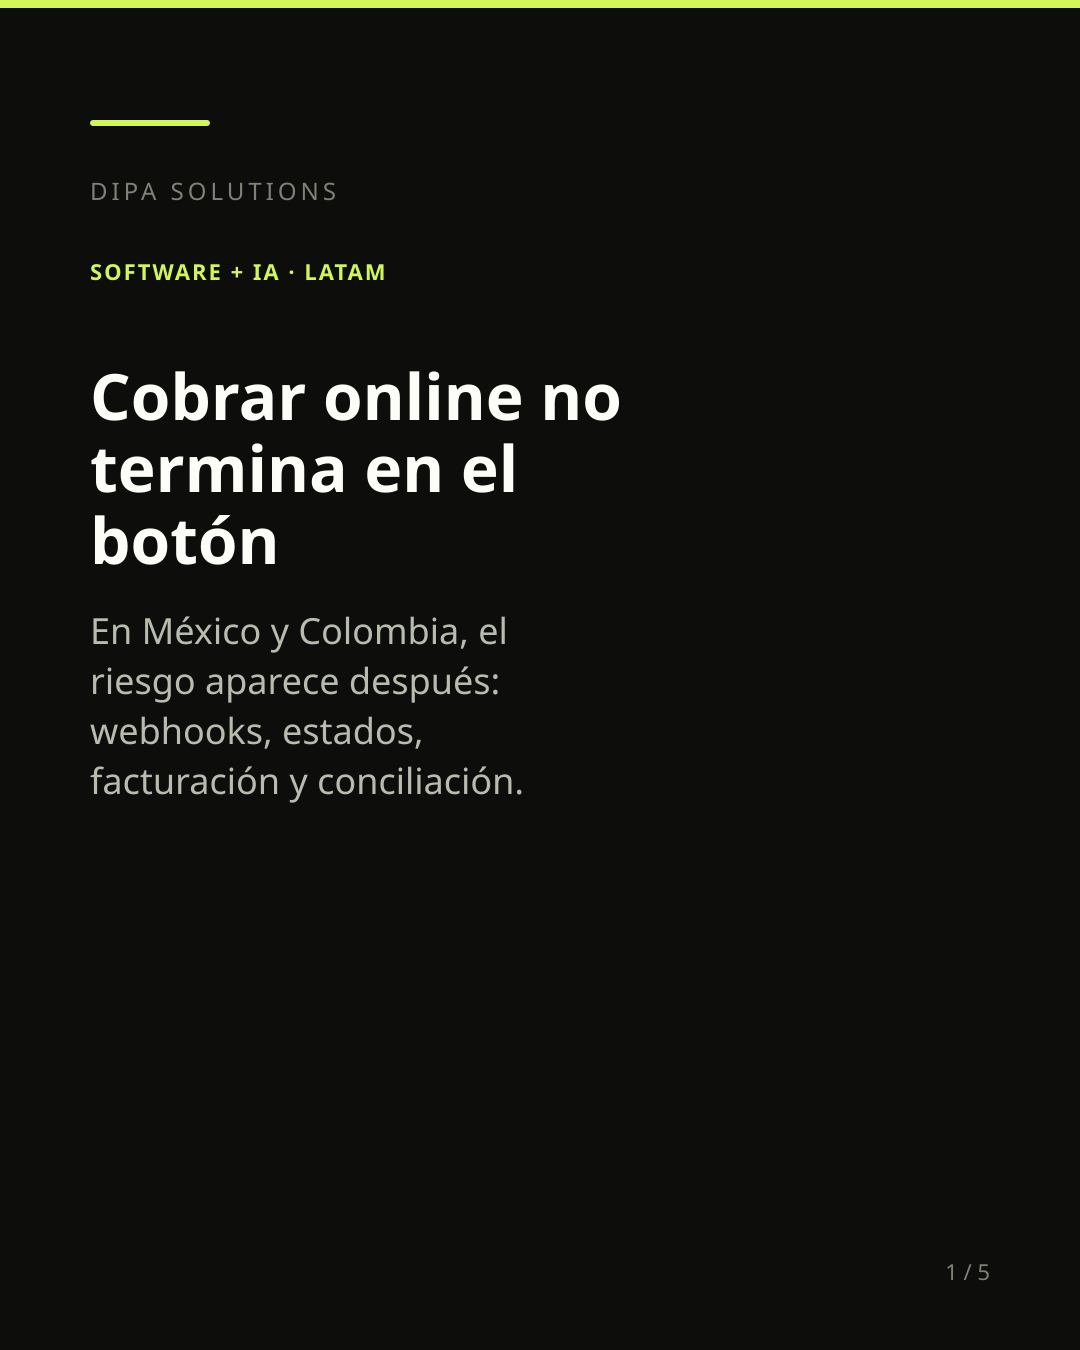 DIPA SOLUTIONS
SOFTWARE + IA · LATAM
Cobrar online no
termina en el
botón
En México y Colombia, el
riesgo aparece después:
webhooks, estados,
facturación y conciliación.
1 / 5